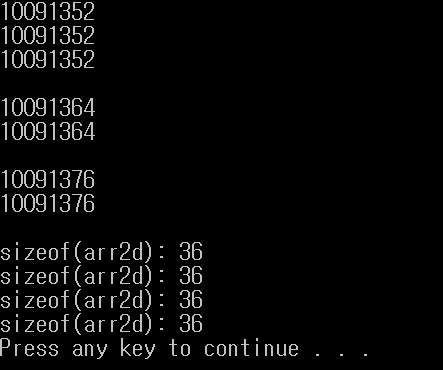 10091352
10091352
10091352
10091364
10091364
10091376
10091376
sizeof(arr2d): 36
sizeof(arr2d): 36
sizeof(arr2d): 36
sizeof(arr2d): 36
Press any key to continue . . .